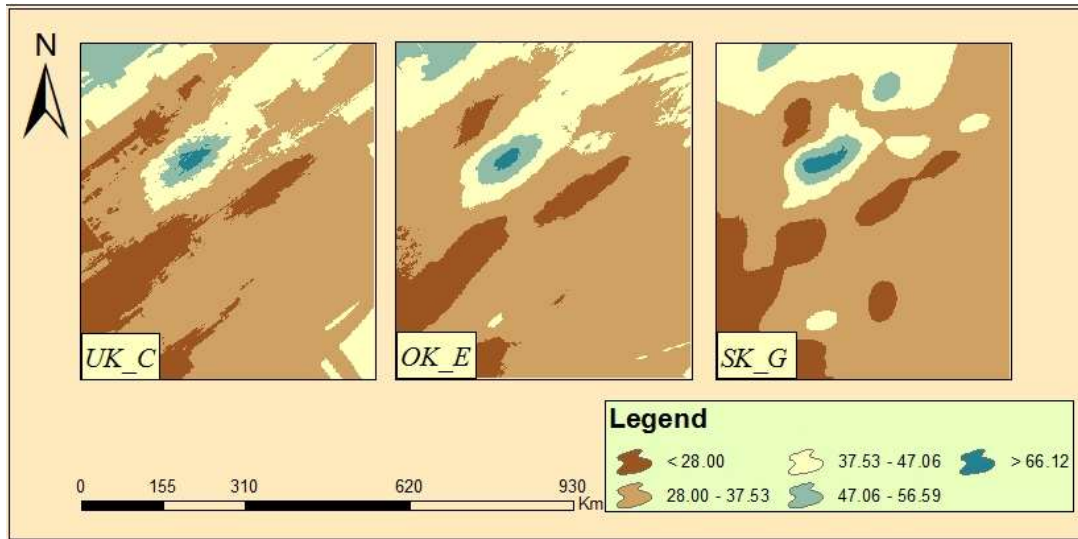 N
UK_C
OK_E
SK_G
Legend
< 28.00
37.53 - 47.06
> 66.12
28.00 - 37.53
47.06 - 56.59
0 155 310 620 930
Km